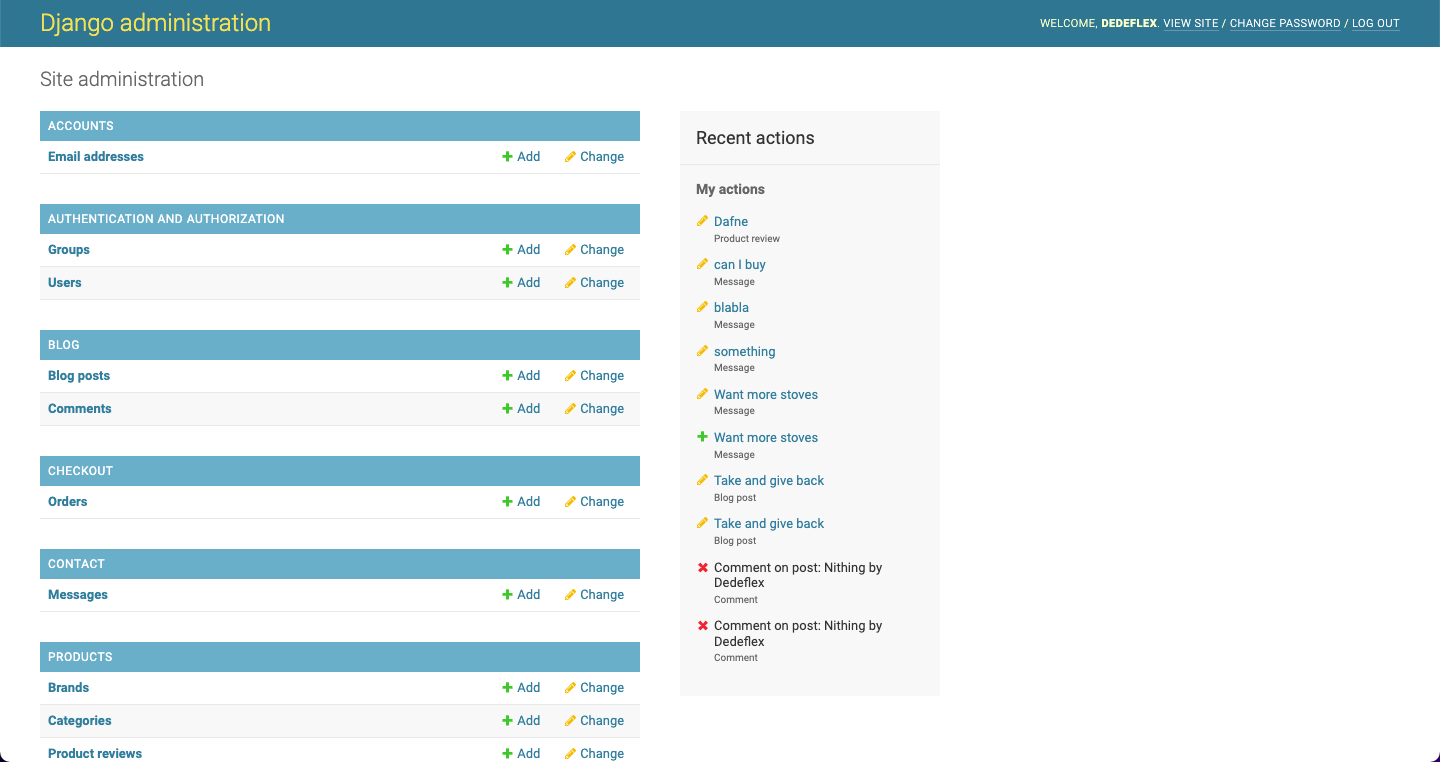 Django administration
WELCOME, DEDEFLEX. VIEW SITE / CHANGE PASSWORD / LOG OUT
Site administration
ACCOUNTS
Email addresses Add Change
AUTHENTICATION AND AUTHORIZATION
Groups Add Change
Users Add Change
BLOG
Blog posts Add Change
Comments Add Change
CHECKOUT
Orders Add Change
CONTACT
Messages Add Change
PRODUCTS
Brands Add Change
Categories Add Change
Product reviews Add Change
Recent actions
My actions
Dafne
Product review
can I buy
Message
blabla
Message
something
Message
Want more stoves
Message
Want more stoves
Message
Take and give back
Blog post
Take and give back
Blog post
Comment on post: Nithing by
Dedeflex
Comment
Comment on post: Nithing by
Dedeflex
Comment